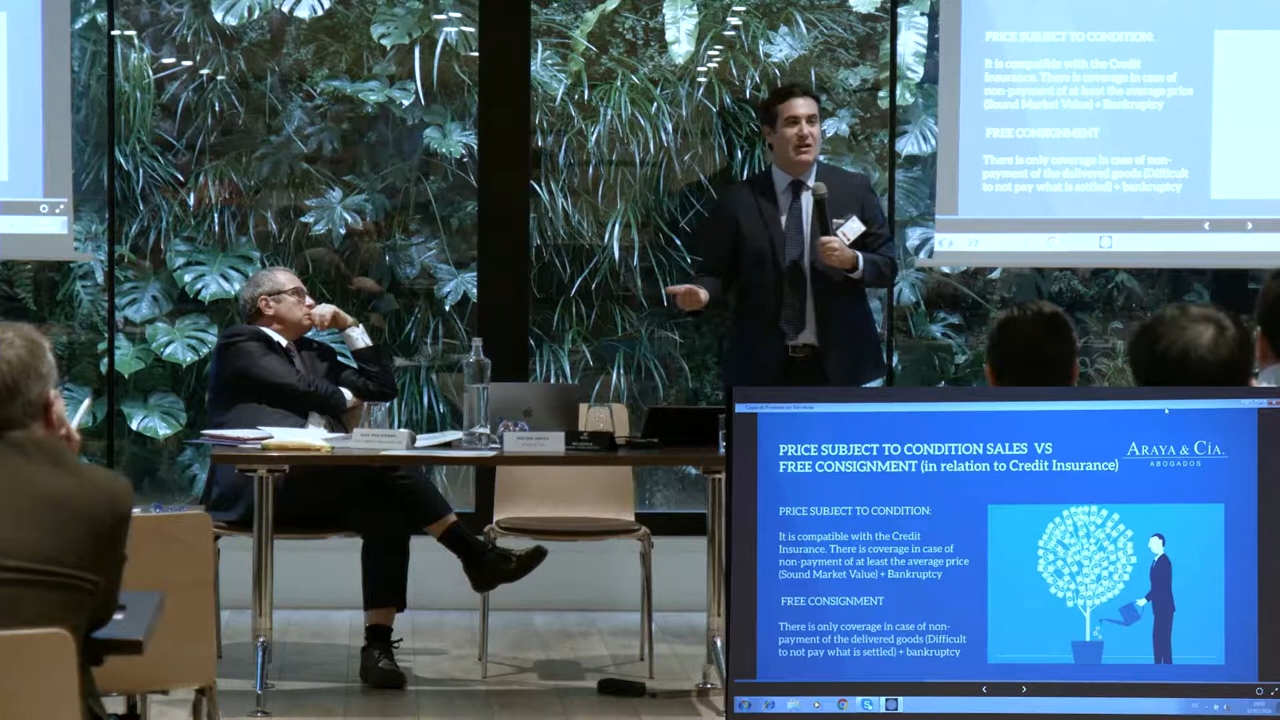 PRICE SUBJECT TO CONDITION:
It is compatible with the Credit
Insurance. There is coverage in case of
non-payment of at least the average price
(Sound Market Value) + Bankruptcy
FREE CONSIGNMENT
There is only coverage in case of non-
payment of the delivered goods (Difficult
to not pay what is settled) + bankruptcy
PRICE SUBJECT TO CONDITION SALES VS
FREE CONSIGNMENT (in relation to Credit Insurance)
ARAYA & CÍA.
ABOGADOS
PRICE SUBJECT TO CONDITION:
It is compatible with the Credit
Insurance. There is coverage in case of
non-payment of at least the average price
(Sound Market Value) + Bankruptcy
FREE CONSIGNMENT
There is only coverage in case of non-
payment of the delivered goods (Difficult
to not pay what is settled) + bankruptcy